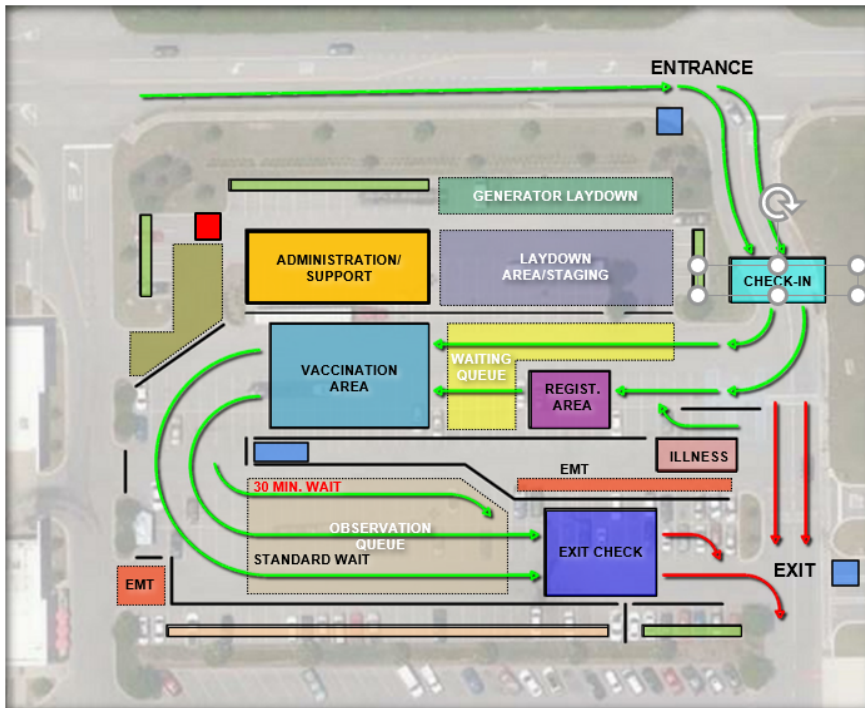 ENTRANCE
GENERATOR LAYDOWN
ADMINISTRATION/
SUPPORT
LAYDOWN
AREA/STAGING
CHECK-IN
VACCINATION
AREA
WAITING
QUEUE
REGIST.
AREA
ILLNESS
EMT
30 MIN. WAIT
OBSERVATION
QUEUE
STANDARD WAIT
EXIT CHECK
EXIT
EMT